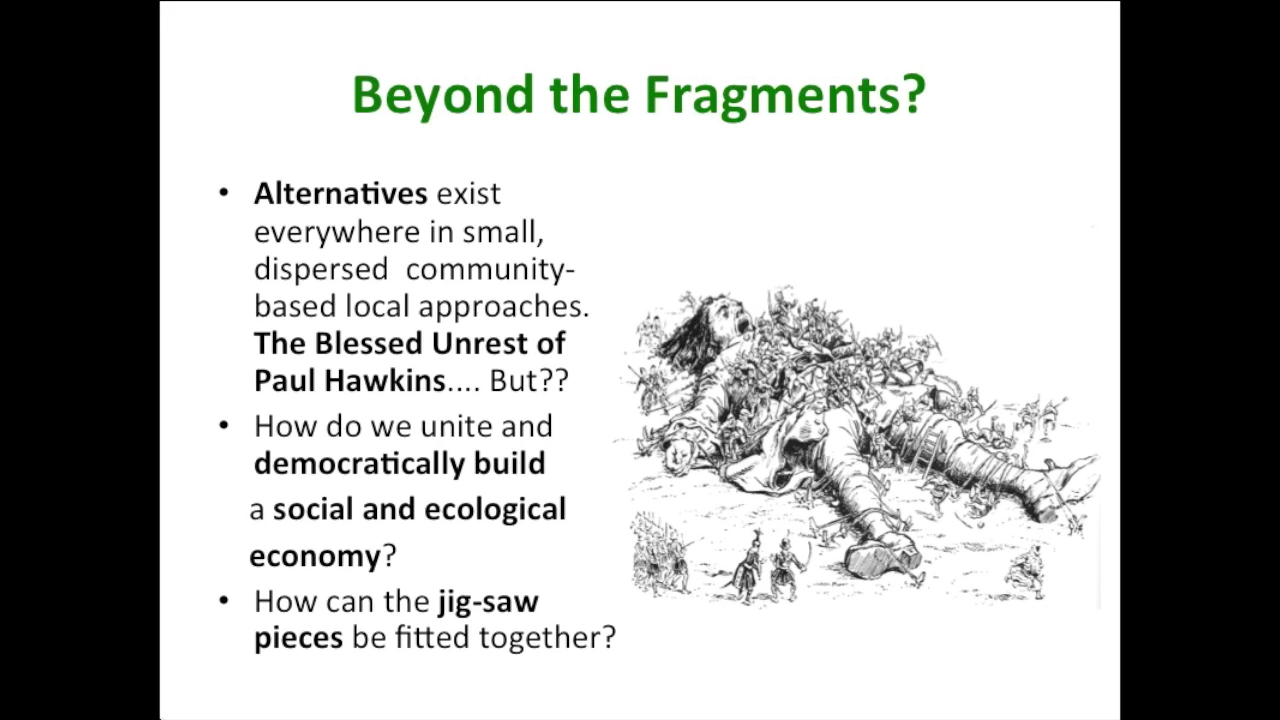 Beyond the Fragments?
• Alternatives exist
everywhere in small,
dispersed community-
based local approaches.
The Blessed Unrest of
Paul Hawkins.... But??
• How do we unite and
democratically build
a social and ecological
economy?
• How can the jig-saw
pieces be fitted together?